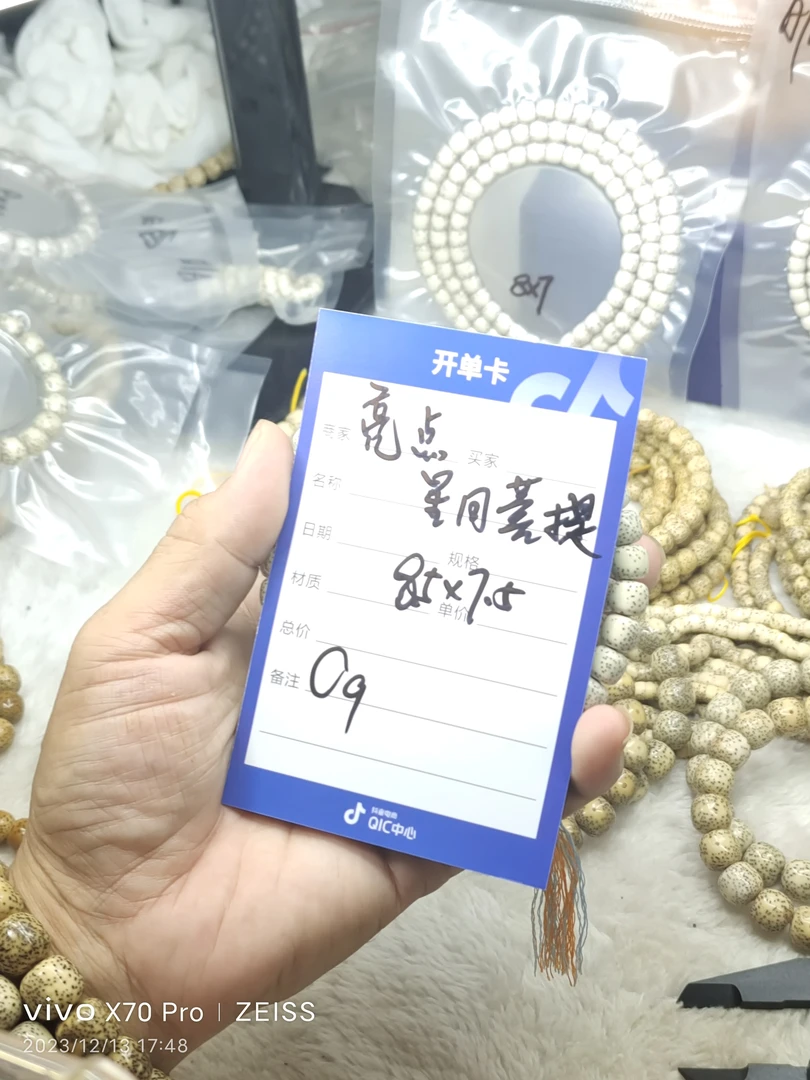 8x7
开单卡
卖家 亮点 买家
名称 星月菩提
日期 规格
材质 8.5x7.5 单价
总价
备注 09
抖音电商
QIC中心
vivo X70 Pro | ZEISS
2023/12/13 17:48